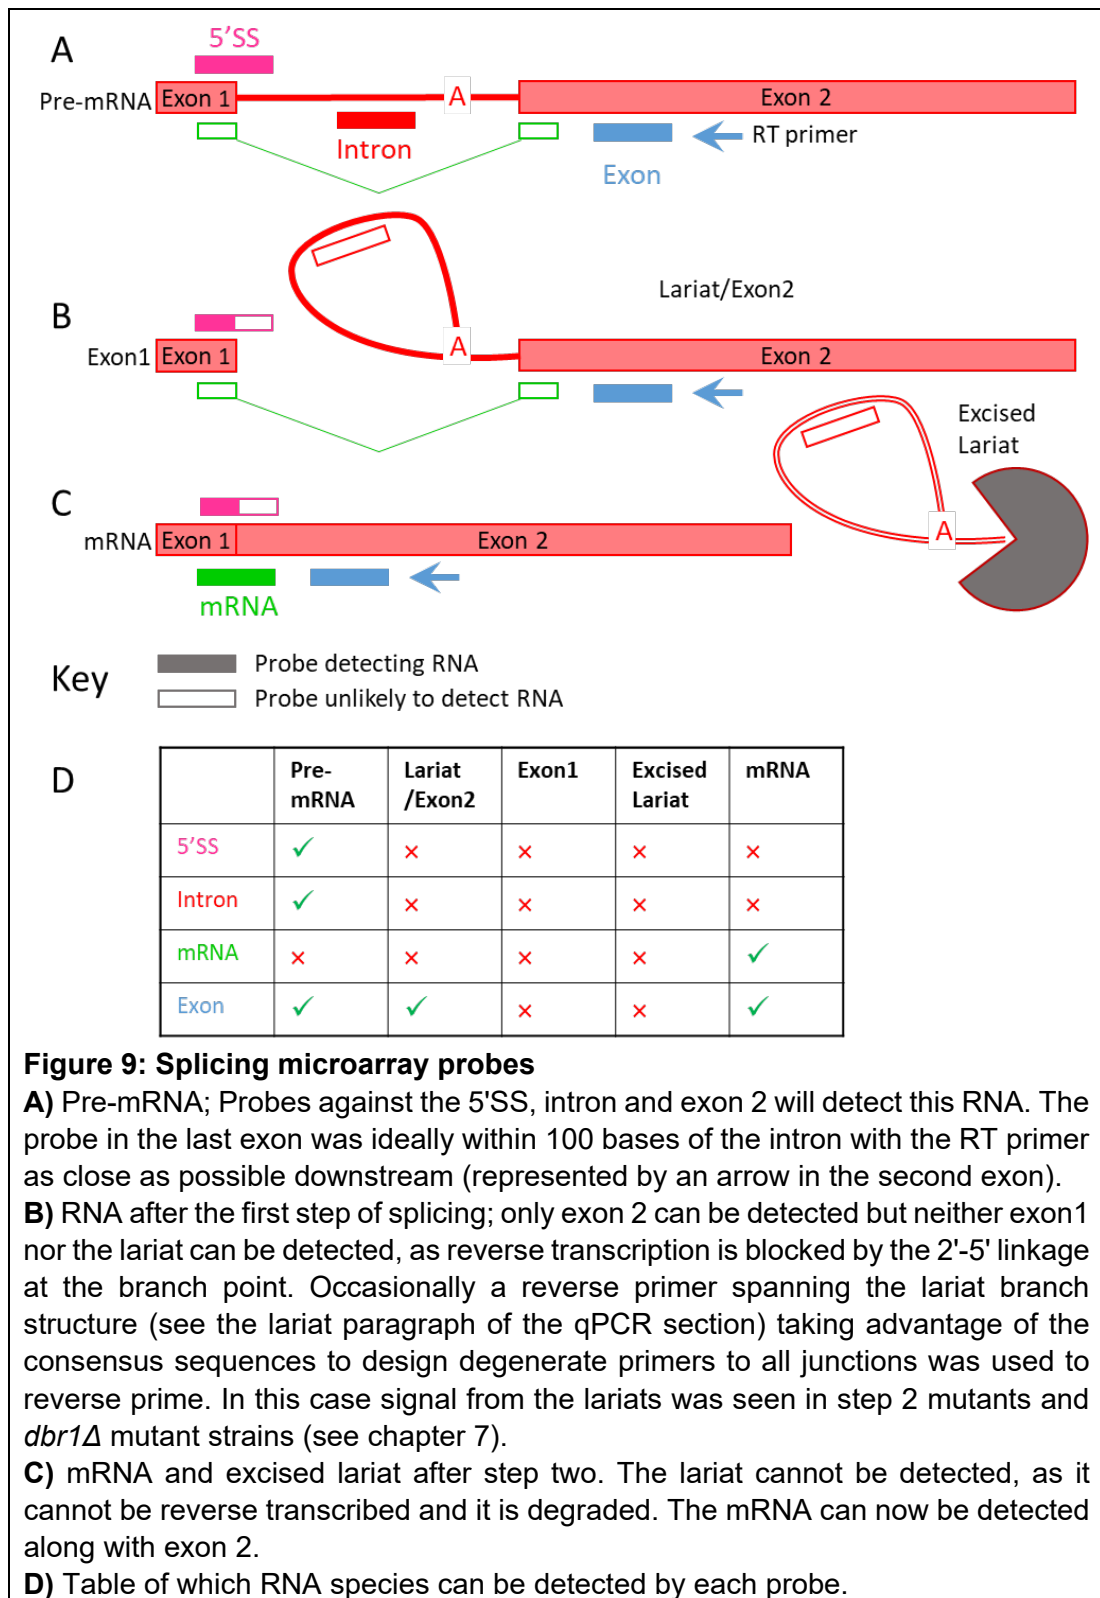 A
5'SS
Pre-mRNA
Exon 1
A
Exon 2
Intron
Exon
RT primer
B
Lariat/Exon2
Exon1
Exon 1
A
Exon 2
Excised
Lariat
A
C
mRNA
Exon 1
Exon 2
mRNA
Key
Probe detecting RNA
Probe unlikely to detect RNA
D
Pre-mRNA Lariat/Exon2 Exon1 Excised Lariat mRNA
5'SS ✓ × × × ×
Intron ✓ × × × ×
mRNA × × × × ✓
Exon ✓ ✓ × × ✓
Figure 9: Splicing microarray probes
A) Pre-mRNA; Probes against the 5'SS, intron and exon 2 will detect this RNA. The
probe in the last exon was ideally within 100 bases of the intron with the RT primer
as close as possible downstream (represented by an arrow in the second exon).
B) RNA after the first step of splicing; only exon 2 can be detected but neither exon1
nor the lariat can be detected, as reverse transcription is blocked by the 2'-5' linkage
at the branch point. Occasionally a reverse primer spanning the lariat branch
structure (see the lariat paragraph of the qPCR section) taking advantage of the
consensus sequences to design degenerate primers to all junctions was used to
reverse prime. In this case signal from the lariats was seen in step 2 mutants and
dbr1Δ mutant strains (see chapter 7).
C) mRNA and excised lariat after step two. The lariat cannot be detected, as it
cannot be reverse transcribed and it is degraded. The mRNA can now be detected
along with exon 2.
D) Table of which RNA species can be detected by each probe.